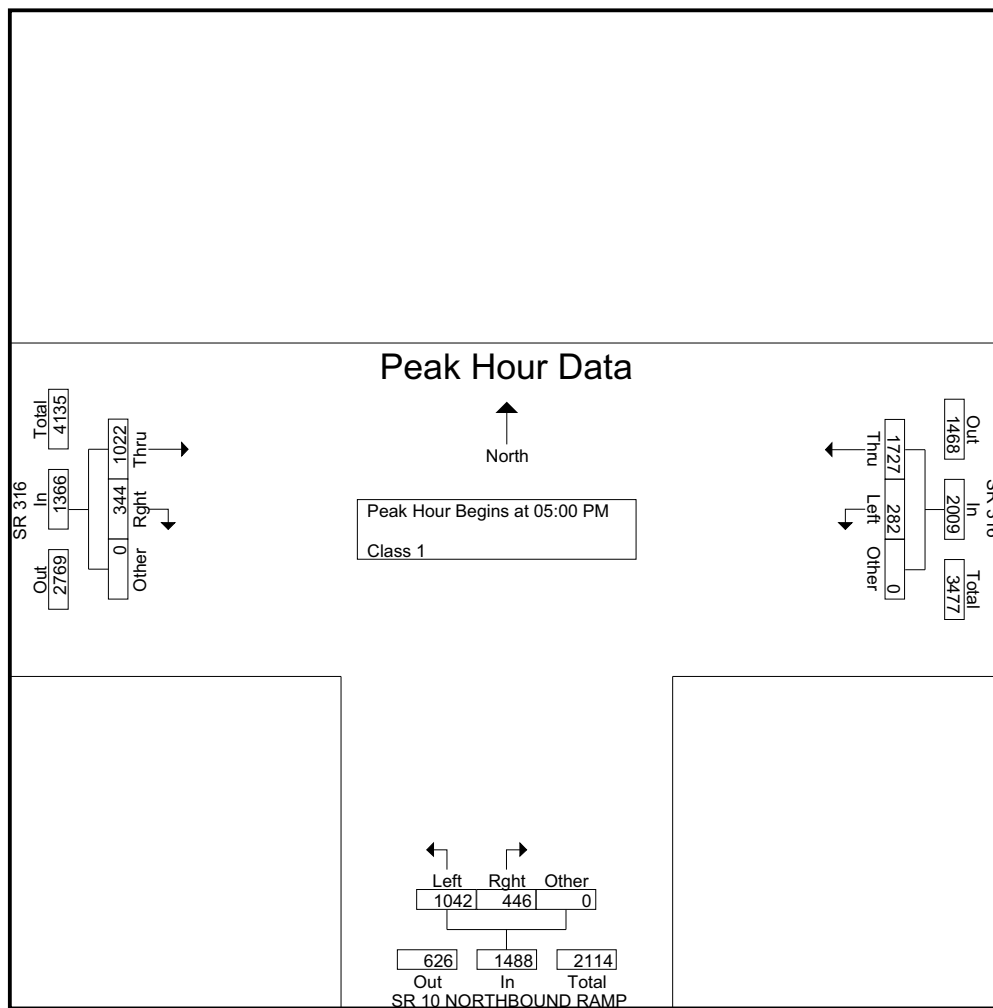 Peak Hour Data
North
Peak Hour Begins at 05:00 PM
Class 1
SR 316
Total In Out
4135 1366 2769
Thru Rght Other
1022 344 0
Out In Total
1468 2009 3477
Thru Left Other
1727 282 0
Left Rght Other
1042 446 0
626 1488 2114
Out In Total
SR 10 NORTHBOUND RAMP